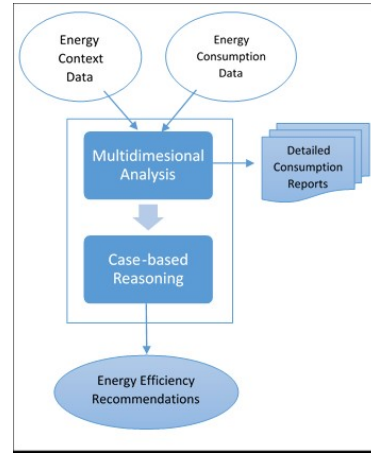 Energy
Context
Data
Energy
Consumption
Data
Multidimesional
Analysis
Detailed
Consumption
Reports
Case-based
Reasoning
Energy Efficiency
Recommendations